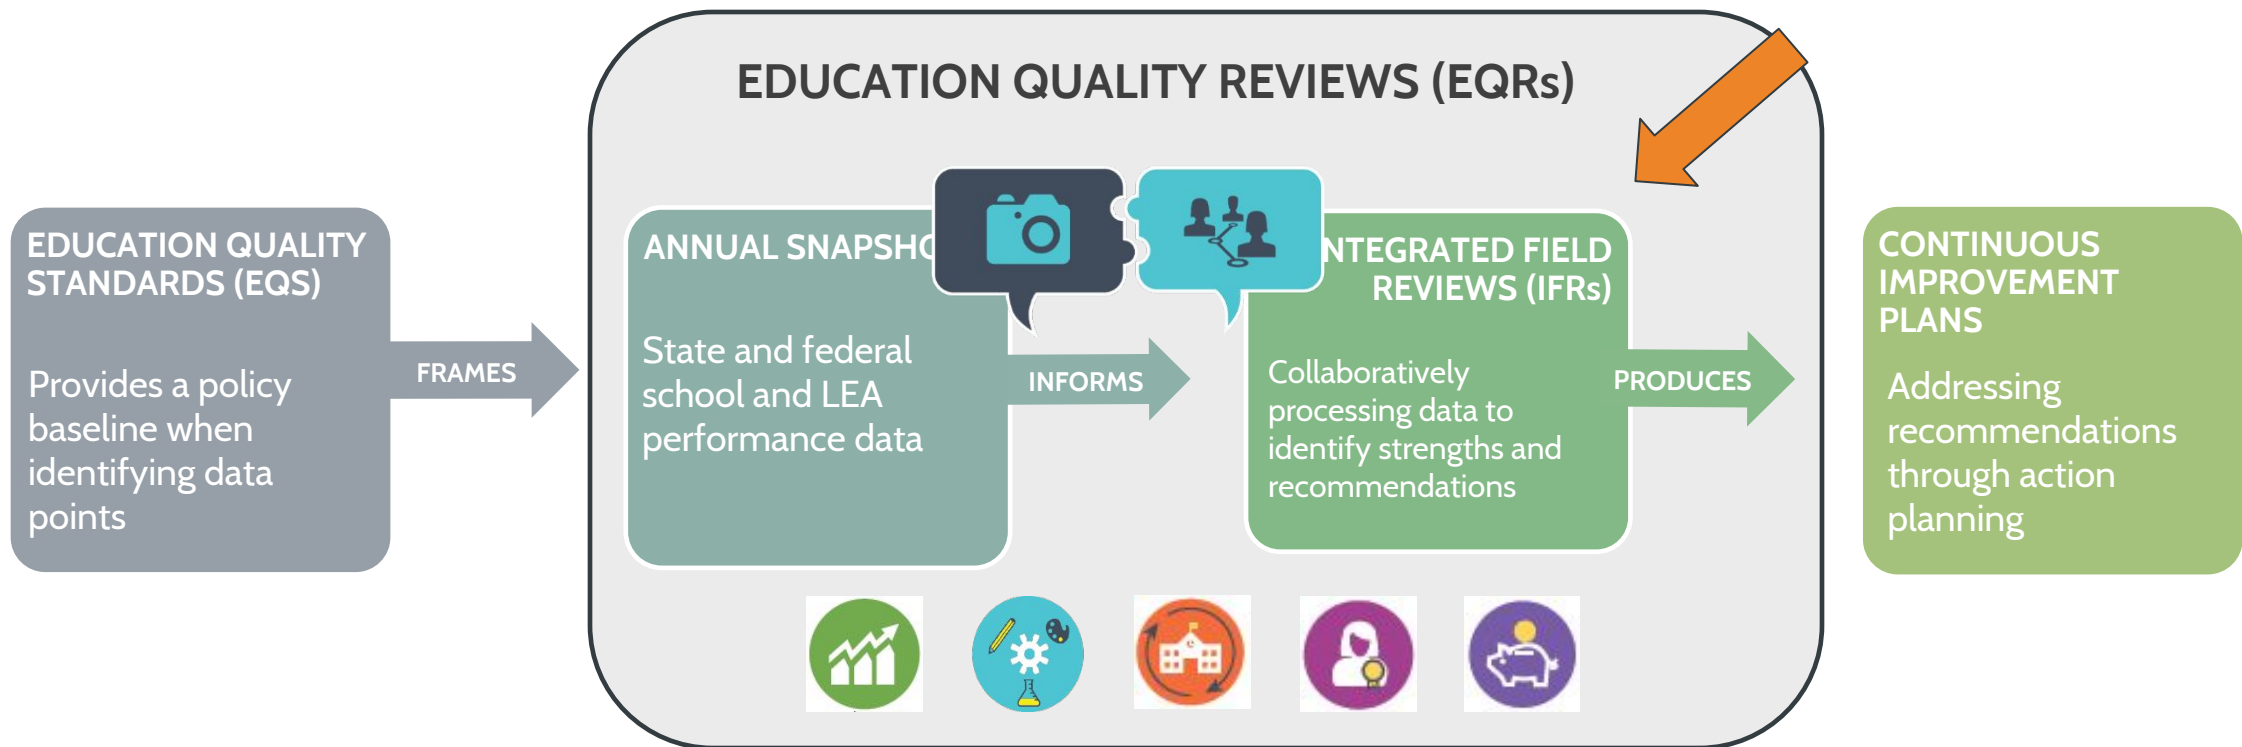 EDUCATION QUALITY REVIEWS (EQRs)
EDUCATION QUALITY
STANDARDS (EQS)
Provides a policy
baseline when
identifying data
points
FRAMES
ANNUAL SNAPSHO
State and federal
school and LEA
performance data
INFORMS
NTEGRATED FIELD
REVIEWS (IFRs)
Collaboratively
processing data to
identify strengths and
recommendations
PRODUCES
CONTINUOUS
IMPROVEMENT
PLANS
Addressing
recommendations
through action
planning